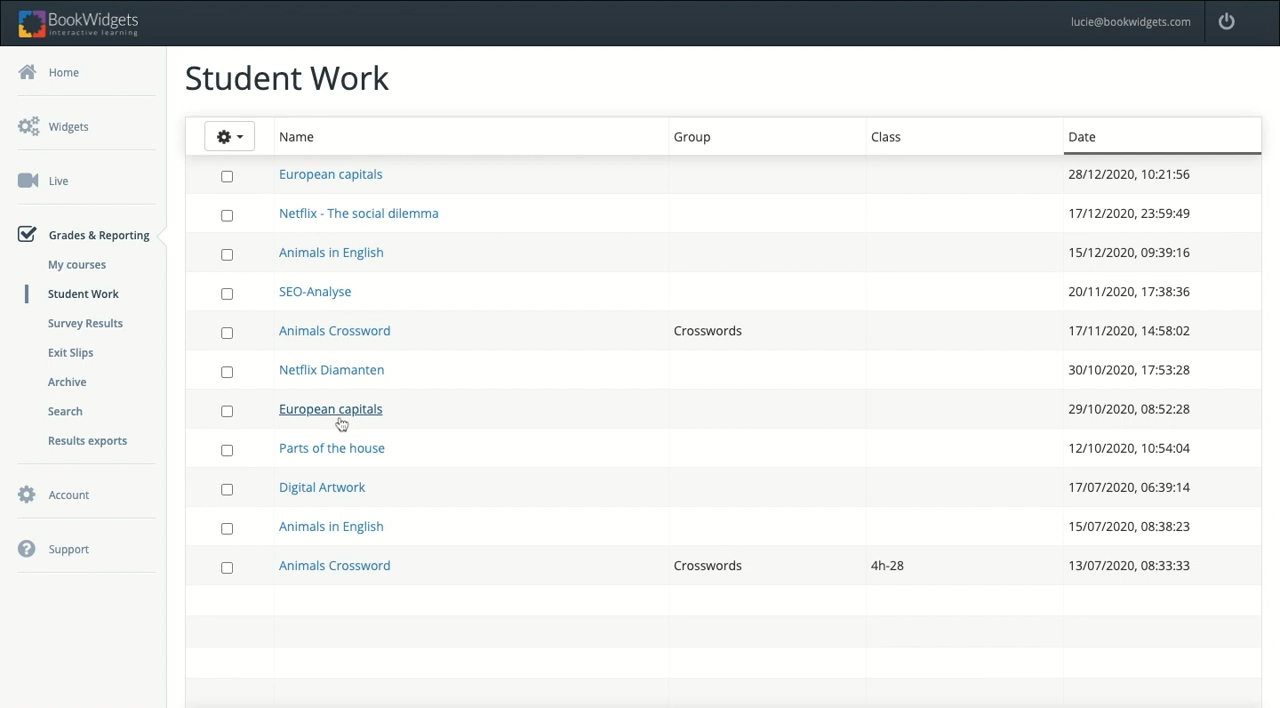 BookWidgets
interactive learning
lucie@bookwidgets.com
Home
Widgets
Live
Grades & Reporting
My courses
Student Work
Survey Results
Exit Slips
Archive
Search
Results exports
Account
Support
Student Work
Name Group Class Date
European capitals 28/12/2020, 10:21:56
Netflix - The social dilemma 17/12/2020, 23:59:49
Animals in English 15/12/2020, 09:39:16
SEO-Analyse 20/11/2020, 17:38:36
Animals Crossword Crosswords 17/11/2020, 14:58:02
Netflix Diamanten 30/10/2020, 17:53:28
European capitals 29/10/2020, 08:52:28
Parts of the house 12/10/2020, 10:54:04
Digital Artwork 17/07/2020, 06:39:14
Animals in English 15/07/2020, 08:38:23
Animals Crossword Crosswords 4h-28 13/07/2020, 08:33:33